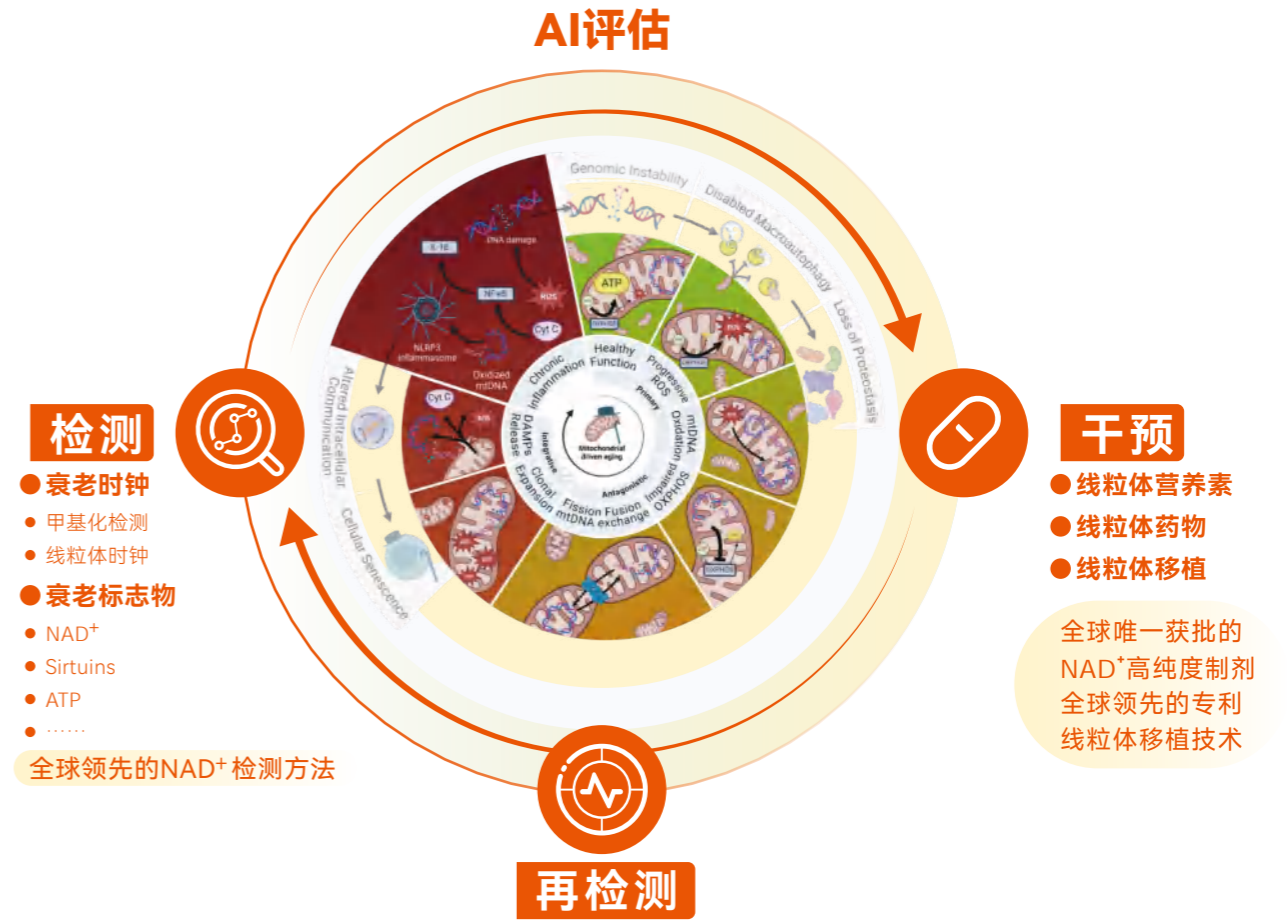 AI评估
检测
衰老时钟
甲基化检测
线粒体时钟
衰老标志物
NAD⁺
Sirtuins
ATP
……
全球领先的NAD⁺检测方法
干预
线粒体营养素
线粒体药物
线粒体移植
全球唯一获批的
NAD⁺高纯度制剂
全球领先的专利
线粒体移植技术
再检测
Genomic Instability
Disabled Macroautophagy
Loss of Proteostasis
Altered Intracellular
Communication
Cellular Senescence
DNA damage
IL-1β
NF-κB
ROS
Cyt C
NLRP3
inflammasome
Oxidized
mtDNA
ATP
ROS
Cyt C
OXPHOS
Healthy
Function
Progressive
ROS
mtDNA
Oxidation
Impaired
OXPHOS
Fission Fusion
mtDNA exchange
Clonal
Expansion
DAMPs
Release
Chronic
Inflammation
Primary
Antagonistic
Integrative
Mitochondrial
driven aging